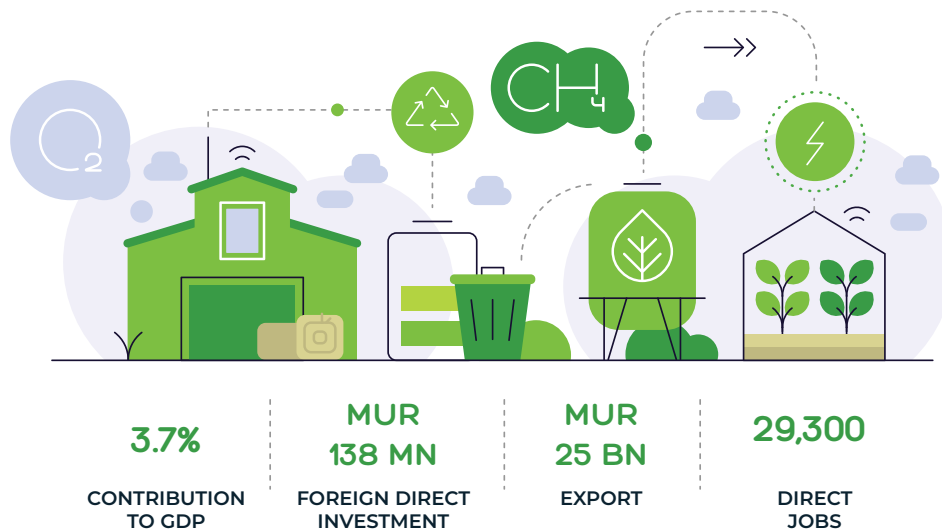 O2
CH4
3.7%
CONTRIBUTION
TO GDP
MUR
138 MN
FOREIGN DIRECT
INVESTMENT
MUR
25 BN
EXPORT
29,300
DIRECT
JOBS